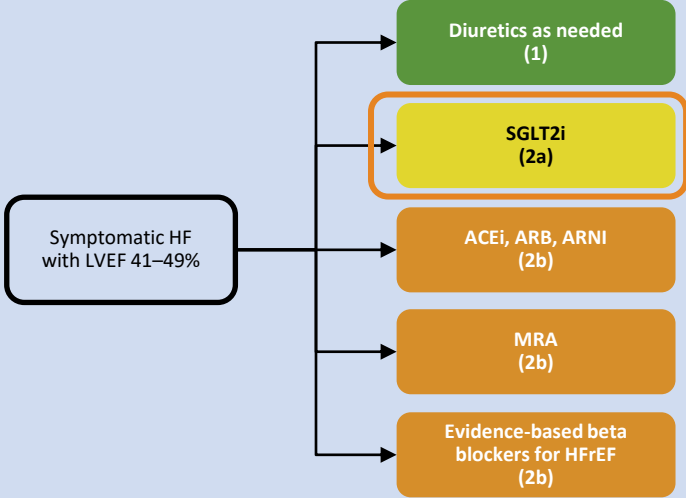 Diuretics as needed
(1)
SGLT2i
(2a)
Symptomatic HF
with LVEF 41–49%
ACEi, ARB, ARNI
(2b)
MRA
(2b)
Evidence-based beta
blockers for HFrEF
(2b)